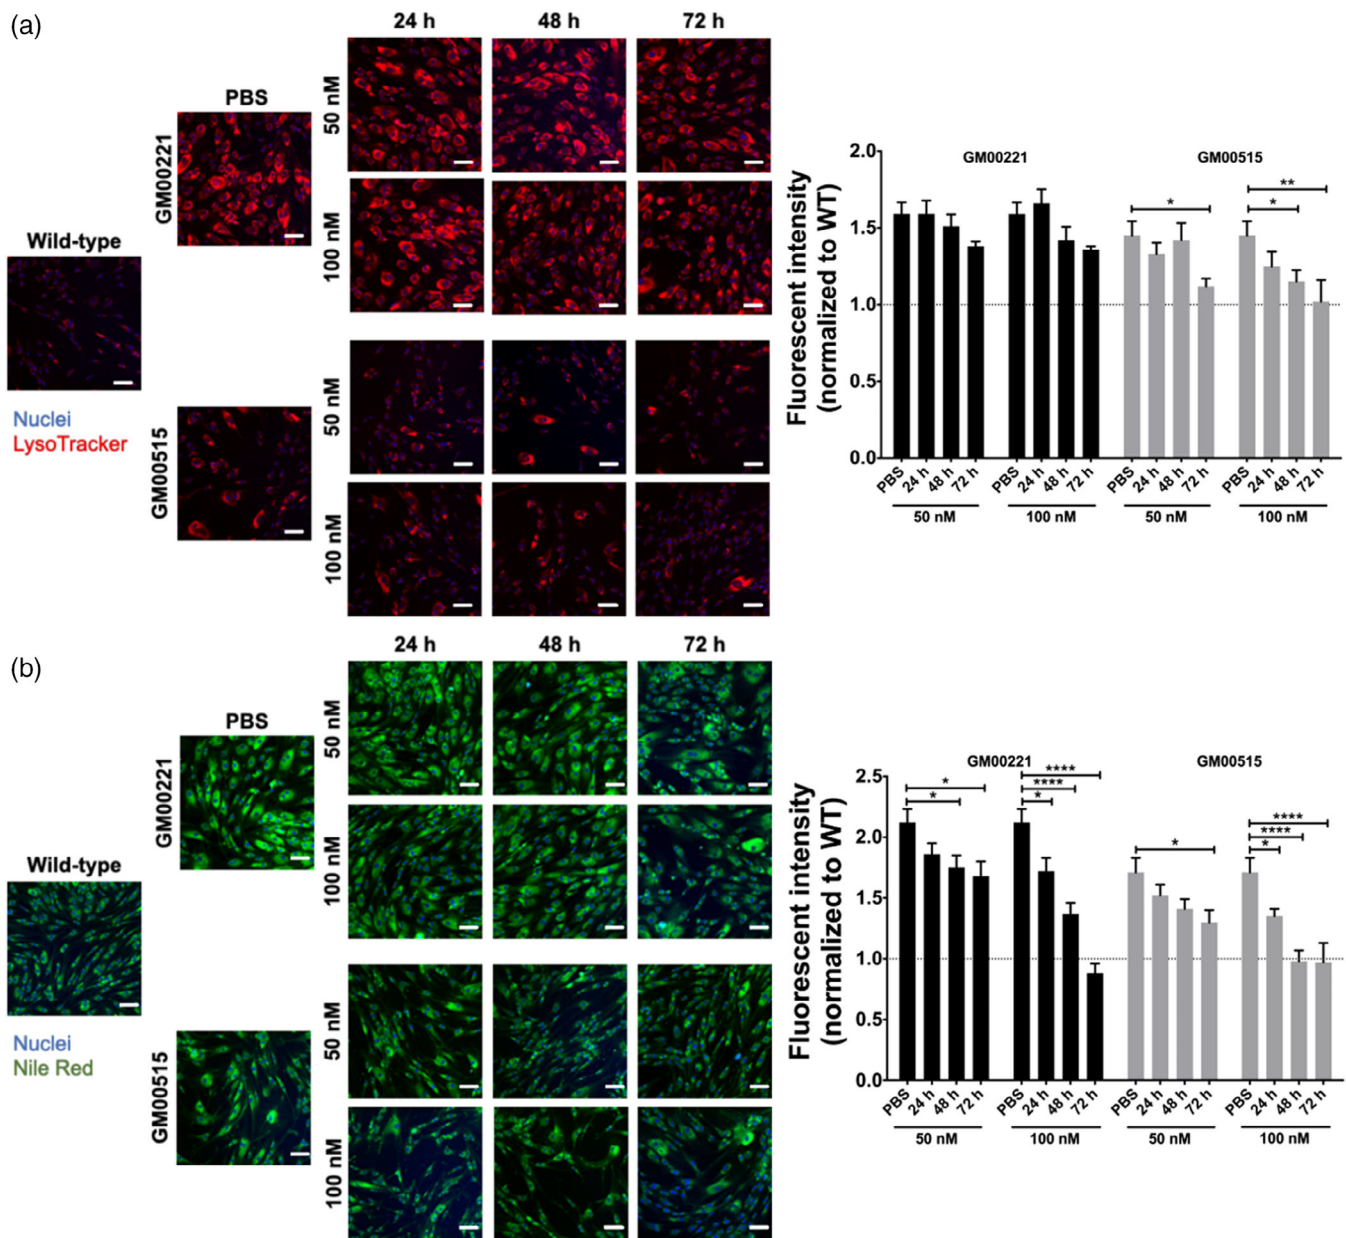 (a)
24 h 48 h 72 h
PBS
GM00221
50 nM
100 nM
Wild-type
Nuclei
LysoTracker
GM00515
50 nM
100 nM
Fluorescent intensity
(normalized to WT)
GM00221 GM00515
2.0
1.5
1.0
0.5
0.0
* * **
PBS 24 h 48 h 72 h PBS 24 h 48 h 72 h PBS 24 h 48 h 72 h PBS 24 h 48 h 72 h
50 nM 100 nM 50 nM 100 nM
(b)
24 h 48 h 72 h
PBS
GM00221
50 nM
100 nM
Wild-type
Nuclei
Nile Red
GM00515
50 nM
100 nM
Fluorescent intensity
(normalized to WT)
GM00221 GM00515
2.5
2.0
1.5
1.0
0.5
0.0
* * * **** **** * * **** ****
PBS 24 h 48 h 72 h PBS 24 h 48 h 72 h PBS 24 h 48 h 72 h PBS 24 h 48 h 72 h
50 nM 100 nM 50 nM 100 nM